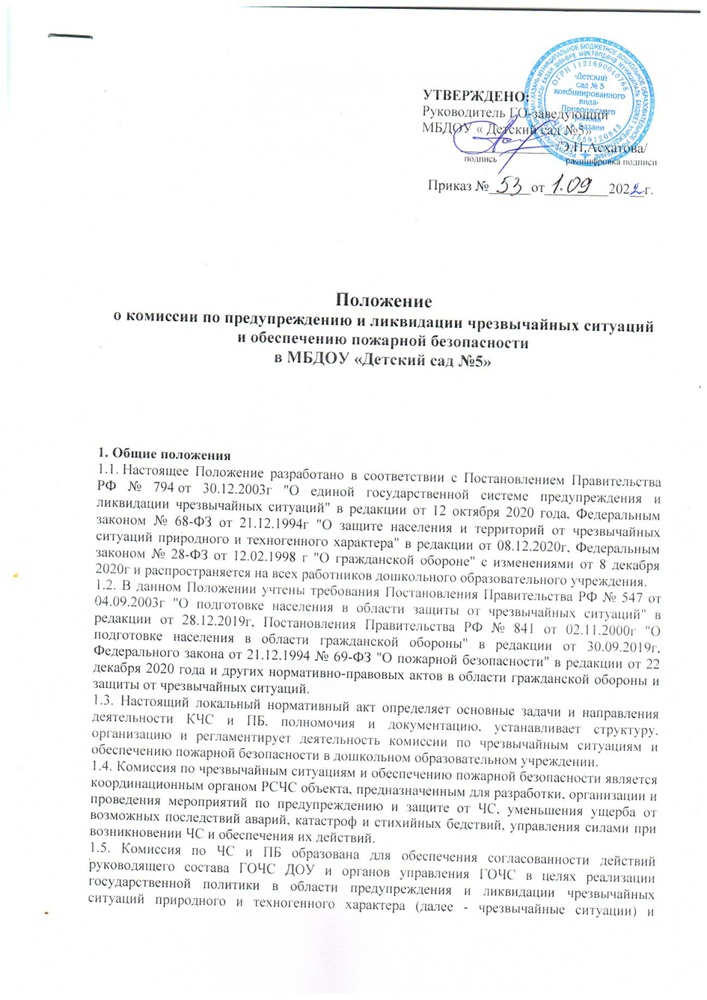 УТВЕРЖДЕНО:
Руководитель ГО-заведующий
МБДОУ « Детский сад №5»
/Э.Н.Асхатова/
подпись расшифровка подписи
Приказ № 53 от 1.09 2022 г.
ОГРН 1121690040768
«Детский
сад № 5
комбинированного
вида»
Приволжского
района
г. Казани
1659120848
Положение
о комиссии по предупреждению и ликвидации чрезвычайных ситуаций
и обеспечению пожарной безопасности
в МБДОУ «Детский сад №5»
1. Общие положения
1.1. Настоящее Положение разработано в соответствии с Постановлением Правительства
РФ № 794 от 30.12.2003г "О единой государственной системе предупреждения и
ликвидации чрезвычайных ситуаций" в редакции от 12 октября 2020 года, Федеральным
законом № 68-ФЗ от 21.12.1994г "О защите населения и территорий от чрезвычайных
ситуаций природного и техногенного характера" в редакции от 08.12.2020г, Федеральным
законом № 28-ФЗ от 12.02.1998 г "О гражданской обороне" с изменениями от 8 декабря
2020г и распространяется на всех работников дошкольного образовательного учреждения.
1.2. В данном Положении учтены требования Постановления Правительства РФ № 547 от
04.09.2003г "О подготовке населения в области защиты от чрезвычайных ситуаций" в
редакции от 28.12.2019г, Постановления Правительства РФ № 841 от 02.11.2000г "О
подготовке населения в области гражданской обороны" в редакции от 30.09.2019г,
Федерального закона от 21.12.1994 № 69-ФЗ "О пожарной безопасности" в редакции от 22
декабря 2020 года и других нормативно-правовых актов в области гражданской обороны и
защиты от чрезвычайных ситуаций.
1.3. Настоящий локальный нормативный акт определяет основные задачи и направления
деятельности КЧС и ПБ, полномочия и документацию, устанавливает структуру,
организацию и регламентирует деятельность комиссии по чрезвычайным ситуациям и
обеспечению пожарной безопасности в дошкольном образовательном учреждении.
1.4. Комиссия по чрезвычайным ситуациям и обеспечению пожарной безопасности является
координационным органом РСЧС объекта, предназначенным для разработки, организации и
проведения мероприятий по предупреждению и защите от ЧС, уменьшения ущерба от
возможных последствий аварий, катастроф и стихийных бедствий, управления силами при
возникновении ЧС и обеспечения их действий.
1.5. Комиссия по ЧС и ПБ образована для обеспечения согласованности действий
руководящего состава ГОЧС ДОУ и органов управления ГОЧС в целях реализации
государственной политики в области предупреждения и ликвидации чрезвычайных
ситуаций природного и техногенного характера (далее - чрезвычайные ситуации) и